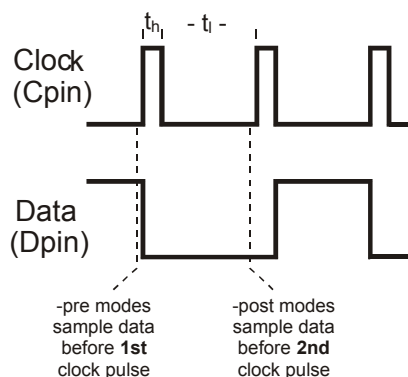 th - tl -
Clock
(Cpin)
Data
(Dpin)
-pre modes
sample data
before 1st
clock pulse
-post modes
sample data
before 2nd
clock pulse